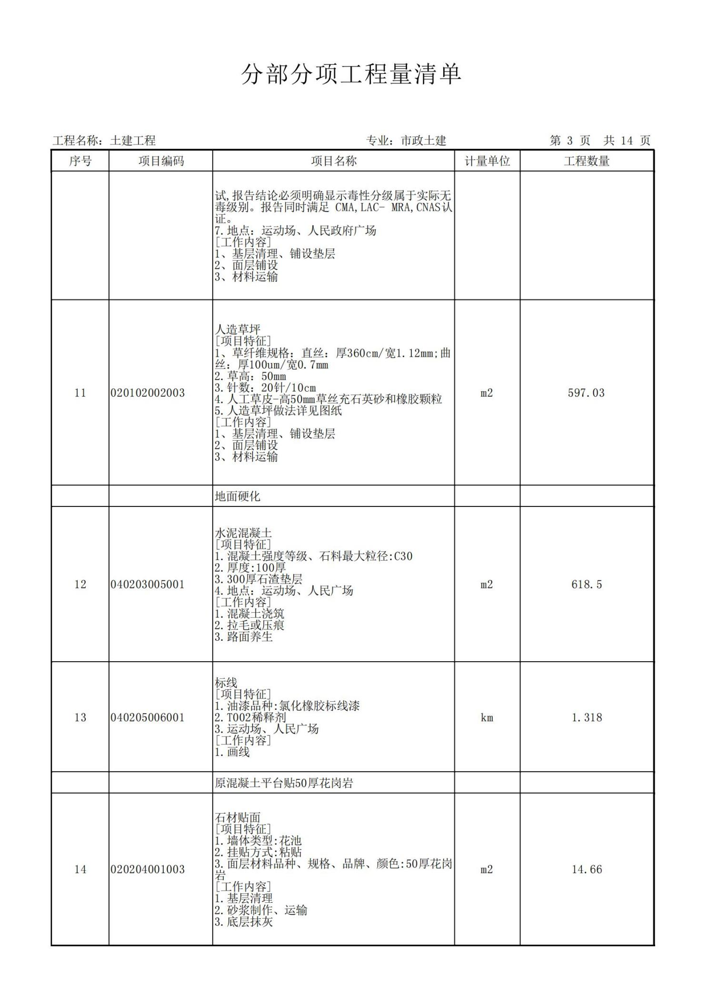 分部分项工程量清单
工程名称：土建工程 专业：市政土建 第 3 页 共 14 页
序号 项目编码 项目名称 计量单位 工程数量
试,报告结论必须明确显示毒性分级属于实际无
毒级别。报告同时满足 CMA,LAC- MRA,CNAS认
证。
7.地点：运动场、人民政府广场
[工作内容]
1、基层清理、铺设垫层
2、面层铺设
3、材料运输
人造草坪
[项目特征]
1、草纤维规格：直丝：厚360cm/宽1.12mm;曲
丝：厚100um/宽0.7mm
2.草高：50mm
3.针数：20针/10cm
11 020102002003 m2 597.03
4.人工草皮-高50mm草丝充石英砂和橡胶颗粒
5.人造草坪做法详见图纸
[工作内容]
1、基层清理、铺设垫层
2、面层铺设
3、材料运输
地面硬化
水泥混凝土
[项目特征]
1.混凝土强度等级、石料最大粒径:C30
2.厚度:100厚
3.300厚石渣垫层
12 040203005001 m2 618.5
4.地点：运动场、人民广场
[工作内容]
1.混凝土浇筑
2.拉毛或压痕
3.路面养生
标线
[项目特征]
1.油漆品种:氯化橡胶标线漆
13 040205006001 2.T002稀释剂 km 1.318
3.运动场、人民广场
[工作内容]
1.画线
原混凝土平台贴50厚花岗岩
石材贴面
[项目特征]
1.墙体类型:花池
2.挂贴方式:粘贴
3.面层材料品种、规格、品牌、颜色:50厚花岗
14 020204001003 m2 14.66
岩
[工作内容]
1.基层清理
2.砂浆制作、运输
3.底层抹灰